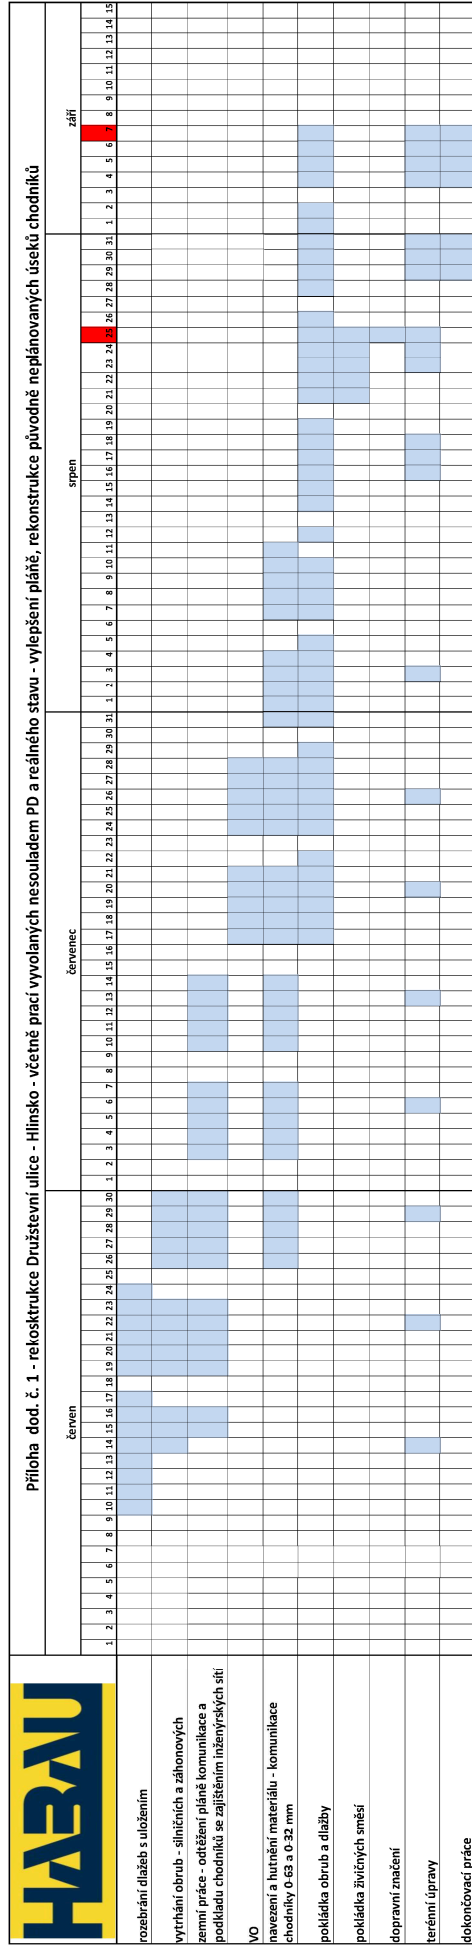 Příloha dod. č. 1 - rekosktrukce Družstevní ulice - Hlinsko - včetně prací vyvolaných nesouladem PD a reálného stavu - vylepšení pláňě, rekonstrukce původně neplánovaných úseků chodníků
HABAU
červen
červenec
srpen
září
1 2 3 4 5 6 7 8 9 10 11 12 13 14 15 16 17 18 19 20 21 22 23 24 25 26 27 28 29 30 1 2 3 4 5 6 7 8 9 10 11 12 13 14 15 16 17 18 19 20 21 22 23 24 25 26 27 28 29 30 31 1 2 3 4 5 6 7 8 9 10 11 12 13 14 15 16 17 18 19 20 21 22 23 24 25 26 27 28 29 30 31 1 2 3 4 5 6 7 8 9 10 11 12 13 14 15
rozebrání dlažeb s uložením
vytrhání obrub - silničních a záhonových
zemní práce - odtěžení pláně komunikace a
podkladu chodníků se zajištěním inženýrských sítí
VO
navezení a hutnění materiálu - komunikace
chodníky 0-63 a 0-32 mm
pokládka obrub a dlažby
pokládka živičných směsí
dopravní značení
terénní úpravy
dokončovací práce